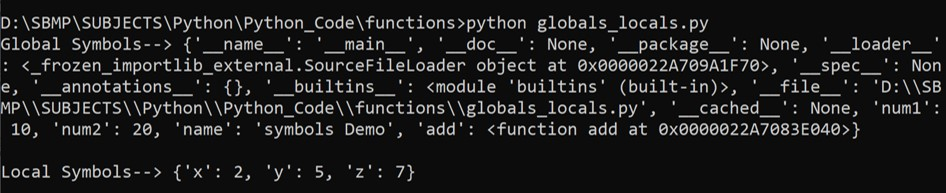 D:\SBMP\SUBJECTS\Python\Python_Code\functions>python globals_locals.py
Global Symbols--> {'__name__': '__main__', '__doc__': None, '__package__': None, '__loader__'
: <_frozen_importlib_external.SourceFileLoader object at 0x0000022A709A1F70>, '__spec__': Non
e, '__annotations__': {}, '__builtins__': <module 'builtins' (built-in)>, '__file__': 'D:\\SB
MP\\SUBJECTS\\Python\\Python_Code\\functions\\globals_locals.py', '__cached__': None, 'num1':
 10, 'num2': 20, 'name': 'symbols Demo', 'add': <function add at 0x0000022A7083E040>}
Local Symbols--> {'x': 2, 'y': 5, 'z': 7}